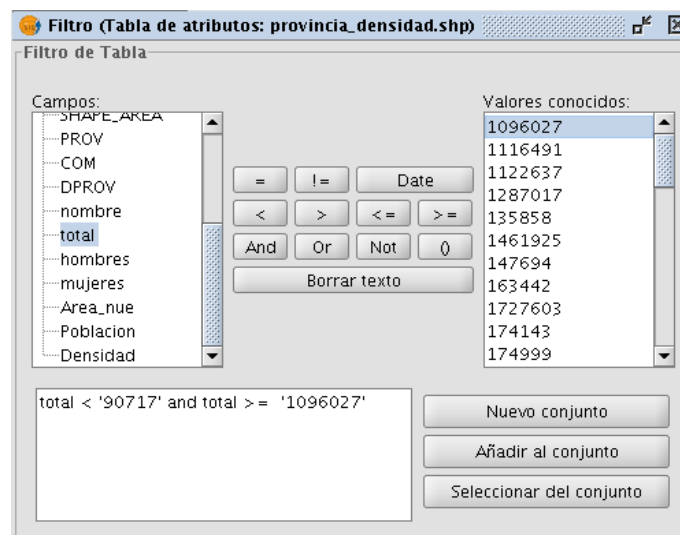 Filtro (Tabla de atributos: provincia_densidad.shp)
Filtro de Tabla
Campos:
SHAPE_AREA
PROV
COM
DPROV
nombre
total
hombres
mujeres
Area_nue
Poblacion
Densidad
= != Date
< > <= >=
And Or Not ()
Borrar texto
Valores conocidos:
1096027
1116491
1122637
1287017
135858
1461925
147694
163442
1727603
174143
174999
total < '90717' and total >= '1096027'
Nuevo conjunto
Añadir al conjunto
Seleccionar del conjunto